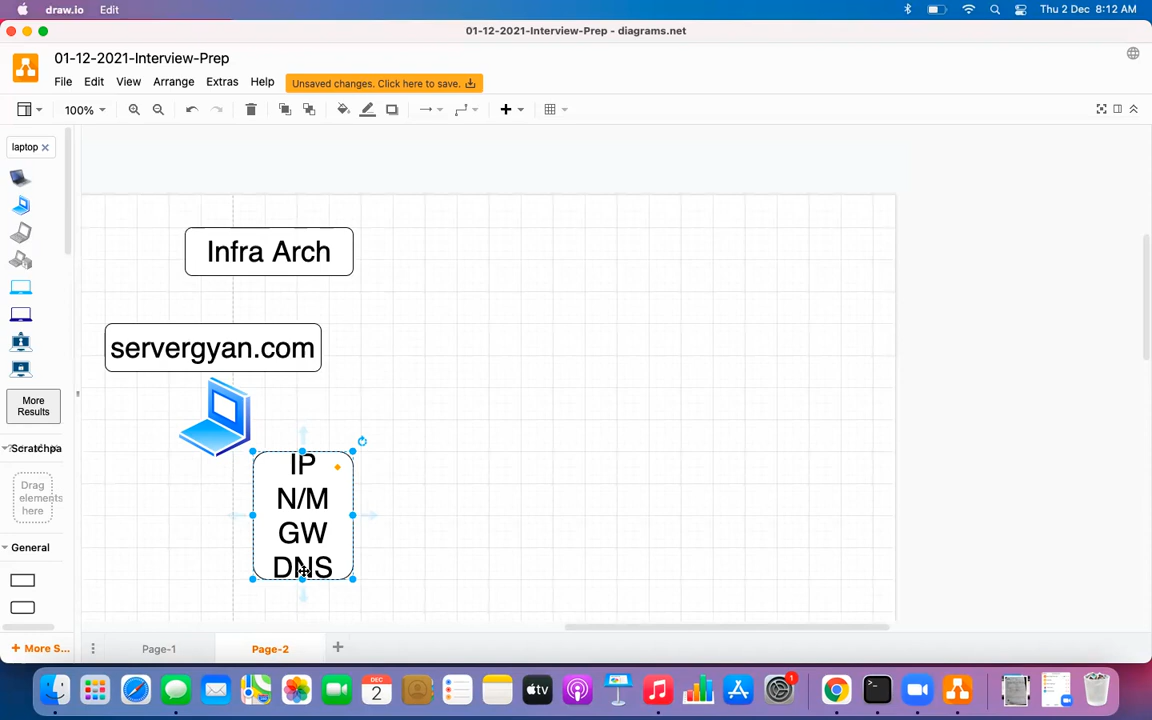 draw.io Edit Thu 2 Dec 8:12 AM
01-12-2021-Interview-Prep - diagrams.net
01-12-2021-Interview-Prep
File Edit View Arrange Extras Help Unsaved changes. Click here to save.
100%
laptop
Infra Arch
servergyan.com
More
Results
Scratchpa
Drag
elements
here
General
IP
N/M
GW
DNS
+ More S... Page-1 Page-2
DEC
2
tv
1